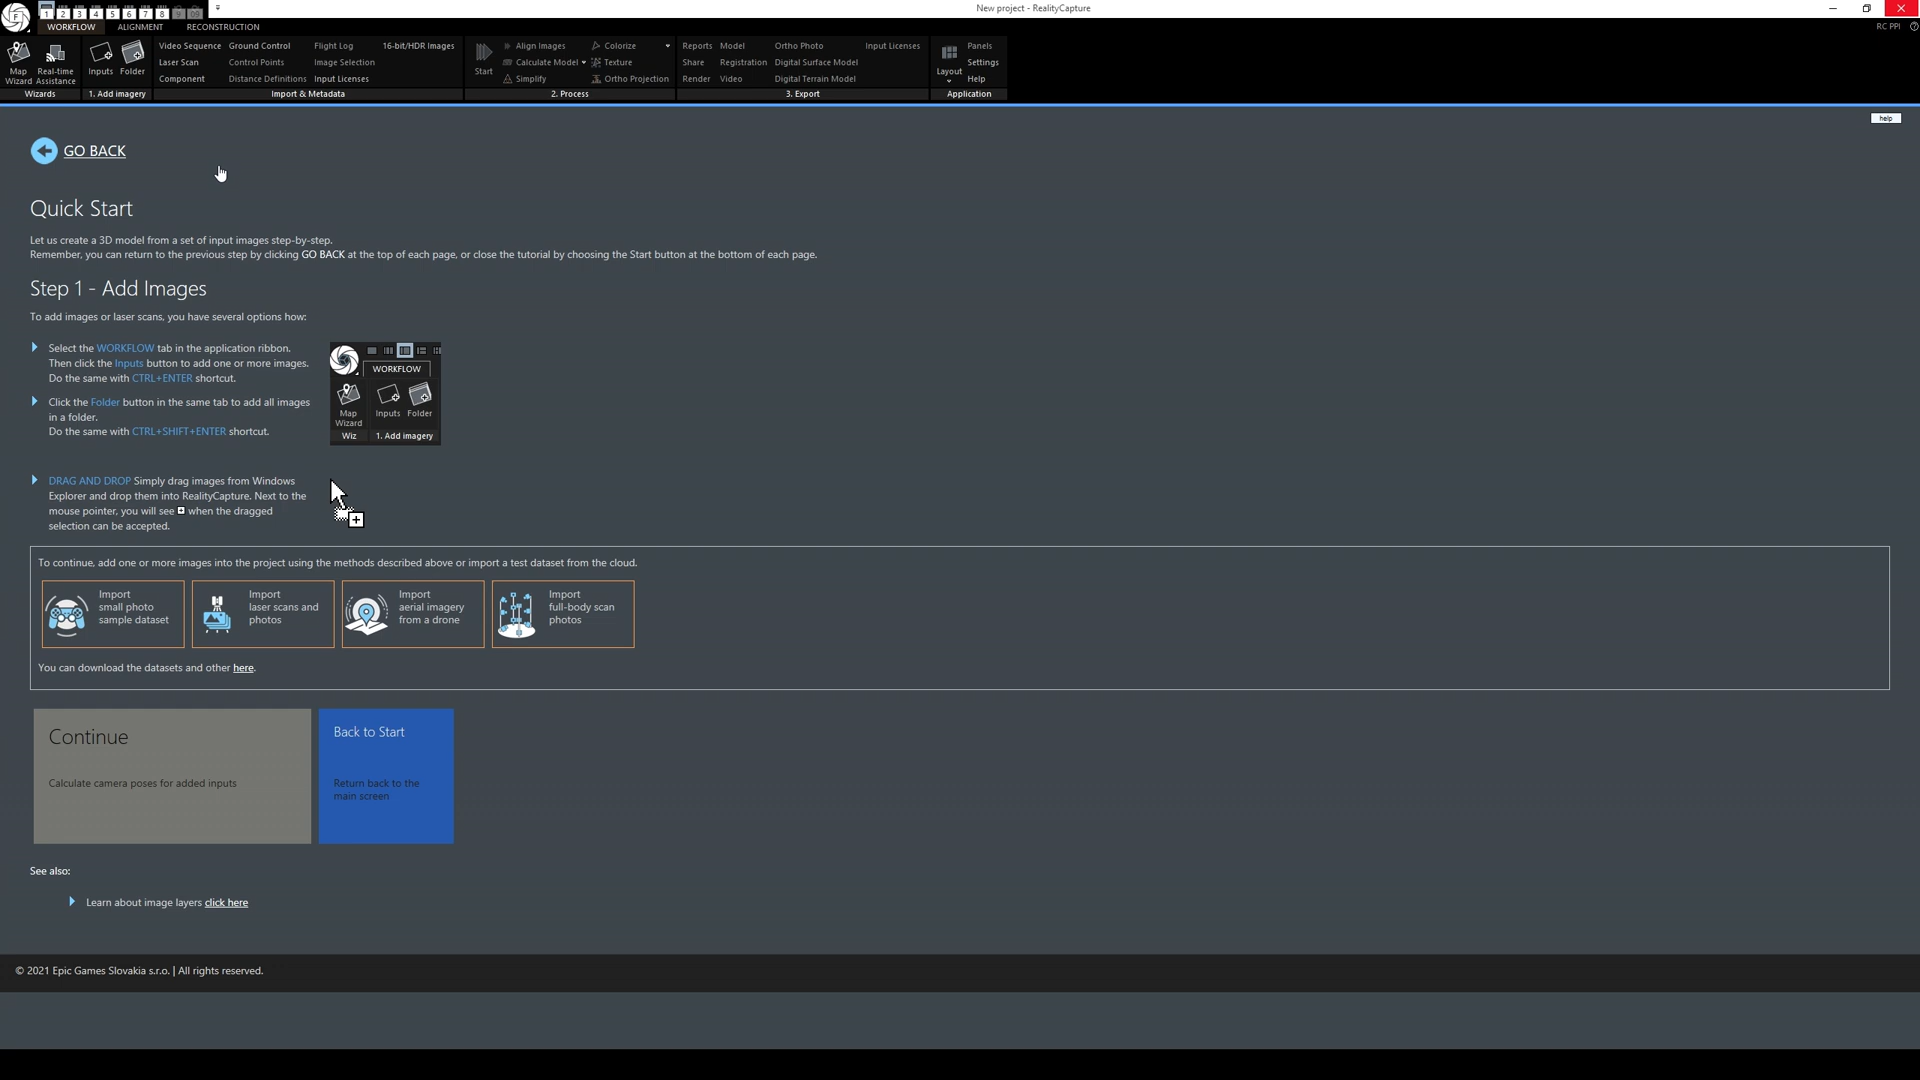 New project - RealityCapture
1 2 3 4 5 6 7 8
WORKFLOW ALIGNMENT RECONSTRUCTION
RC PPI
Map Wizard
Real-time Assistance
Wizards
Inputs Folder
1. Add imagery
Video Sequence Ground Control Flight Log 16-bit/HDR Images
Laser Scan Control Points Image Selection
Component Distance Definitions Input Licenses
Import & Metadata
Start
Align Images Colorize
Calculate Model Texture
Simplify Ortho Projection
2. Process
Reports Model Ortho Photo Input Licenses
Share Registration Digital Surface Model
Render Video Digital Terrain Model
3. Export
Layout
Panels
Settings
Help
Application
help
GO BACK
Quick Start
Let us create a 3D model from a set of input images step-by-step.
Remember, you can return to the previous step by clicking GO BACK at the top of each page, or close the tutorial by choosing the Start button at the bottom of each page.
Step 1 - Add Images
To add images or laser scans, you have several options how:
Select the WORKFLOW tab in the application ribbon.
Then click the Inputs button to add one or more images.
Do the same with CTRL+ENTER shortcut.
Click the Folder button in the same tab to add all images
in a folder.
Do the same with CTRL+SHIFT+ENTER shortcut.
WORKFLOW
Map Wizard
Inputs Folder
Wiz 1. Add imagery
DRAG AND DROP Simply drag images from Windows
Explorer and drop them into RealityCapture. Next to the
mouse pointer, you will see when the dragged
selection can be accepted.
To continue, add one or more images into the project using the methods described above or import a test dataset from the cloud.
Import
small photo
sample dataset
Import
laser scans and
photos
Import
aerial imagery
from a drone
Import
full-body scan
photos
You can download the datasets and other here.
Continue
Calculate camera poses for added inputs
Back to Start
Return back to the
main screen
See also:
Learn about image layers click here
© 2021 Epic Games Slovakia s.r.o. | All rights reserved.